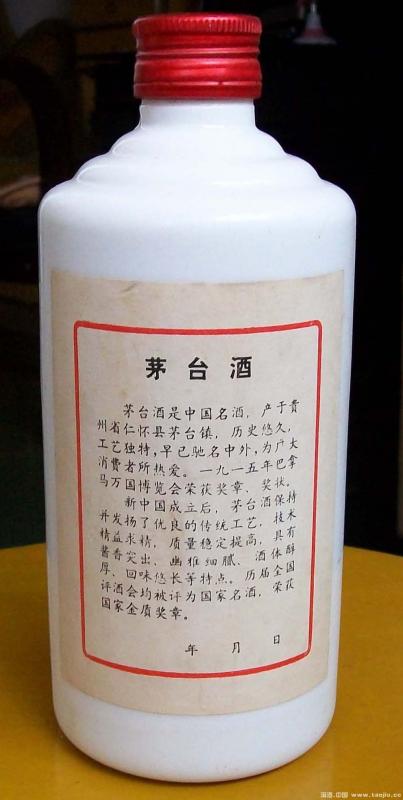 茅台酒
茅台酒是中国名酒，产于贵
州省仁怀县茅台镇，历史悠久，
工艺独特，早已驰名中外，为广大
消费者所热爱。一九一五年巴拿
马万国博览会荣获奖章、奖状。
新中国成立后，茅台酒保持
并发扬了优良的传统工艺，技术
精益求精，质量稳定提高，具有
酱香突出、幽雅细腻、酒体醇
厚、回味悠长等特点。历届全国
评酒会均被评为国家名酒，荣获
国家金质奖章。
年 月 日
淘酒.中国 www.taojiu.cc